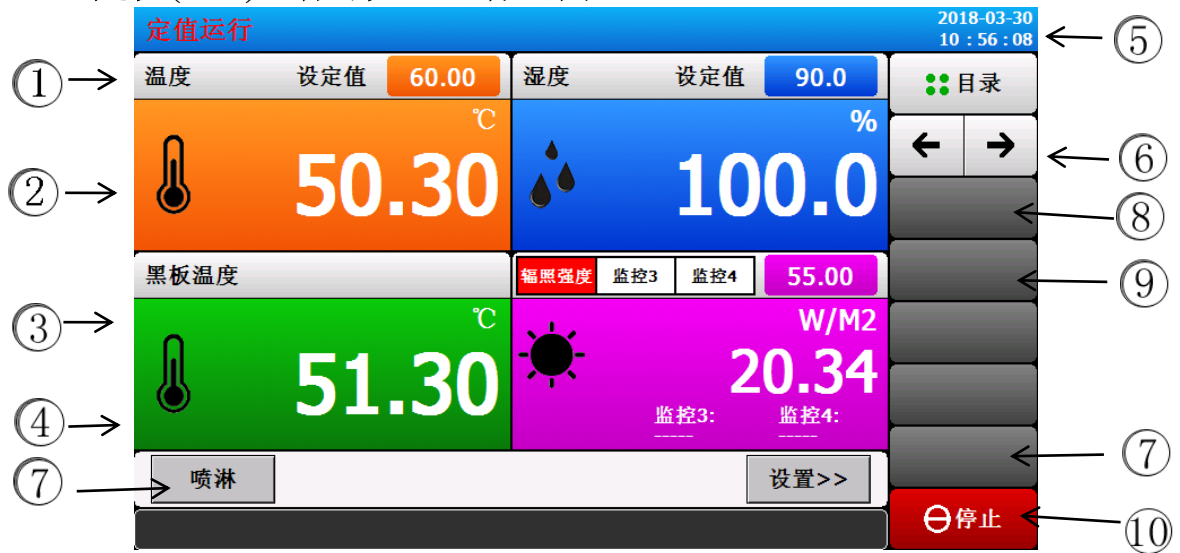 定值运行
2018-03-30
10 : 56 : 08
⑤
①
温度 设定值 60.00
湿度 设定值 90.0
目录
℃
%
← →
⑥
②
50.30
100.0
⑧
黑板温度
辐照强度 监控3 监控4 55.00
⑨
③
℃
W/M2
51.30
20.34
④
监控3: 监控4:
----- -----
⑦
喷淋
设置>>
⑦
停止
⑩